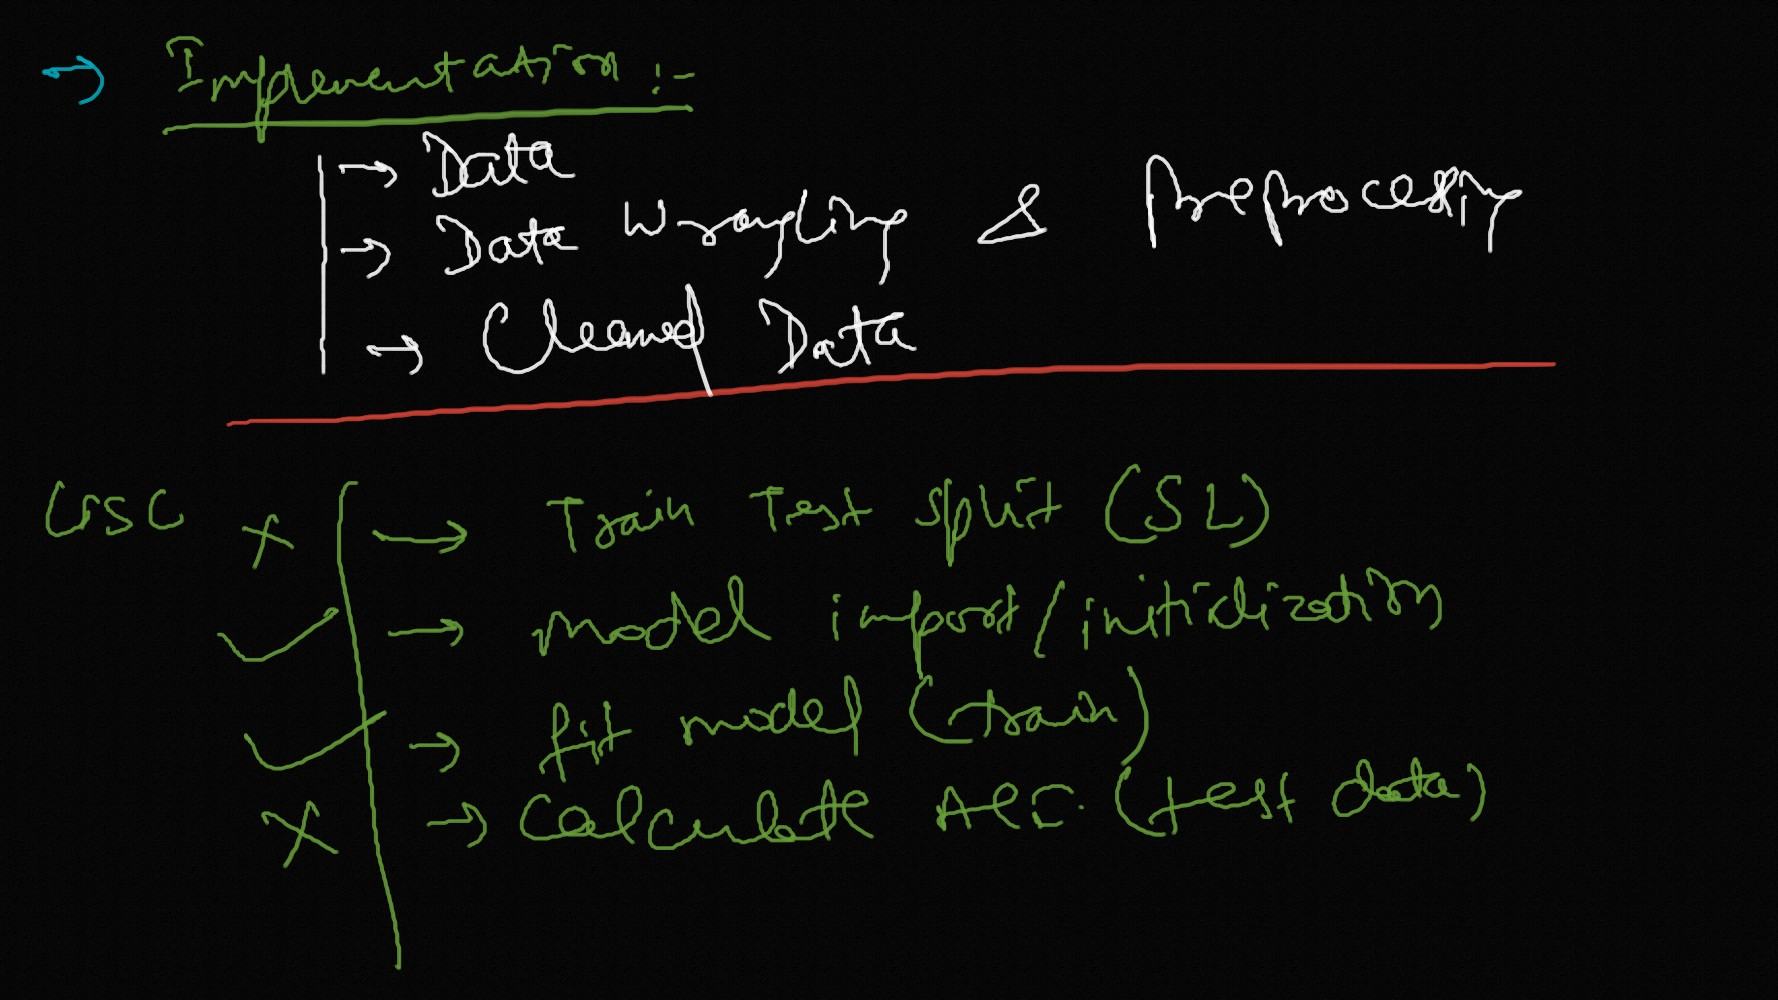 → Implementation :-
→ Data
→ Data Wrangling & Preprocessing
→ Cleaned Data
GSC
✗ → Train Test split (SL)
✓ → model import/initialization
✓ → fit model (train)
✗ → Calculate ACC. (test data)